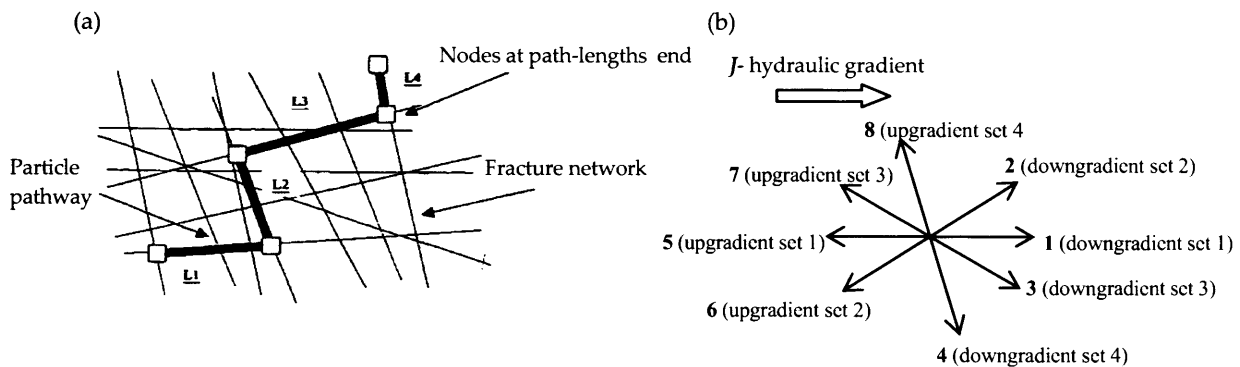 (a)
Nodes at path-lengths end
L4
L3
Particle
pathway
L2
Fracture network
L1
(b)
J- hydraulic gradient
8 (upgradient set 4
2 (downgradient set 2)
7 (upgradient set 3)
5 (upgradient set 1)
1 (downgradient set 1)
3 (downgradient set 3)
6 (upgradient set 2)
4 (downgradient set 4)